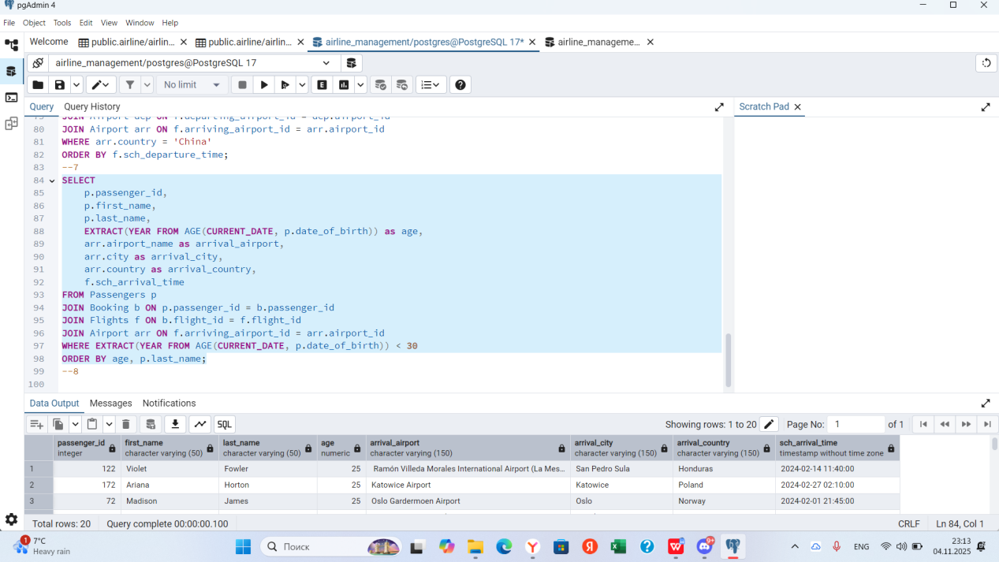 pgAdmin 4
File Object Tools Edit View Window Help
Welcome public.airline/airlin... public.airline/airlin... airline_management/postgres@PostgreSQL 17* airline_manageme...
airline_management/postgres@PostgreSQL 17
No limit
Query Query History
Scratch Pad
79 JOIN Airport dep ON f.departing_airport_id = dep.airport_id
80 JOIN Airport arr ON f.arriving_airport_id = arr.airport_id
81 WHERE arr.country = 'China'
82 ORDER BY f.sch_departure_time;
83 --7
84 SELECT
85 p.passenger_id,
86 p.first_name,
87 p.last_name,
88 EXTRACT(YEAR FROM AGE(CURRENT_DATE, p.date_of_birth)) as age,
89 arr.airport_name as arrival_airport,
90 arr.city as arrival_city,
91 arr.country as arrival_country,
92 f.sch_arrival_time
93 FROM Passengers p
94 JOIN Booking b ON p.passenger_id = b.passenger_id
95 JOIN Flights f ON b.flight_id = f.flight_id
96 JOIN Airport arr ON f.arriving_airport_id = arr.airport_id
97 WHERE EXTRACT(YEAR FROM AGE(CURRENT_DATE, p.date_of_birth)) < 30
98 ORDER BY age, p.last_name;
99 --8
100
Data Output Messages Notifications
SQL Showing rows: 1 to 20 Page No: 1 of 1
passenger_id first_name last_name age arrival_airport arrival_city arrival_country sch_arrival_time
integer character varying (50) character varying (50) numeric character varying (150) character varying (150) character varying (150) timestamp without time zone
1 122 Violet Fowler 25 Ramón Villeda Morales International Airport (La Mes... San Pedro Sula Honduras 2024-02-14 11:40:00
2 172 Ariana Horton 25 Katowice Airport Katowice Poland 2024-02-27 02:10:00
3 72 Madison James 25 Oslo Gardermoen Airport Oslo Norway 2024-02-01 21:45:00
Total rows: 20 Query complete 00:00:00.100 CRLF Ln 84, Col 1
1 7°C
Heavy rain
Поиск
9+
ENG
23:13
04.11.2025